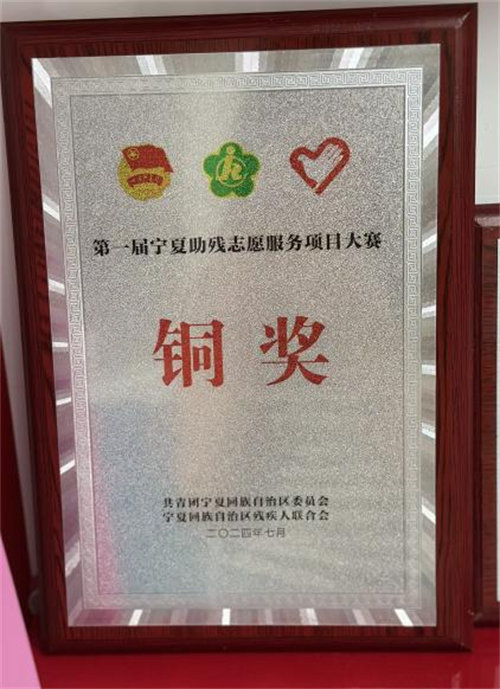 第一届宁夏助残志愿服务项目大赛
铜奖
共青团宁夏回族自治区委员会
宁夏回族自治区残疾人联合会
二〇二四年七月